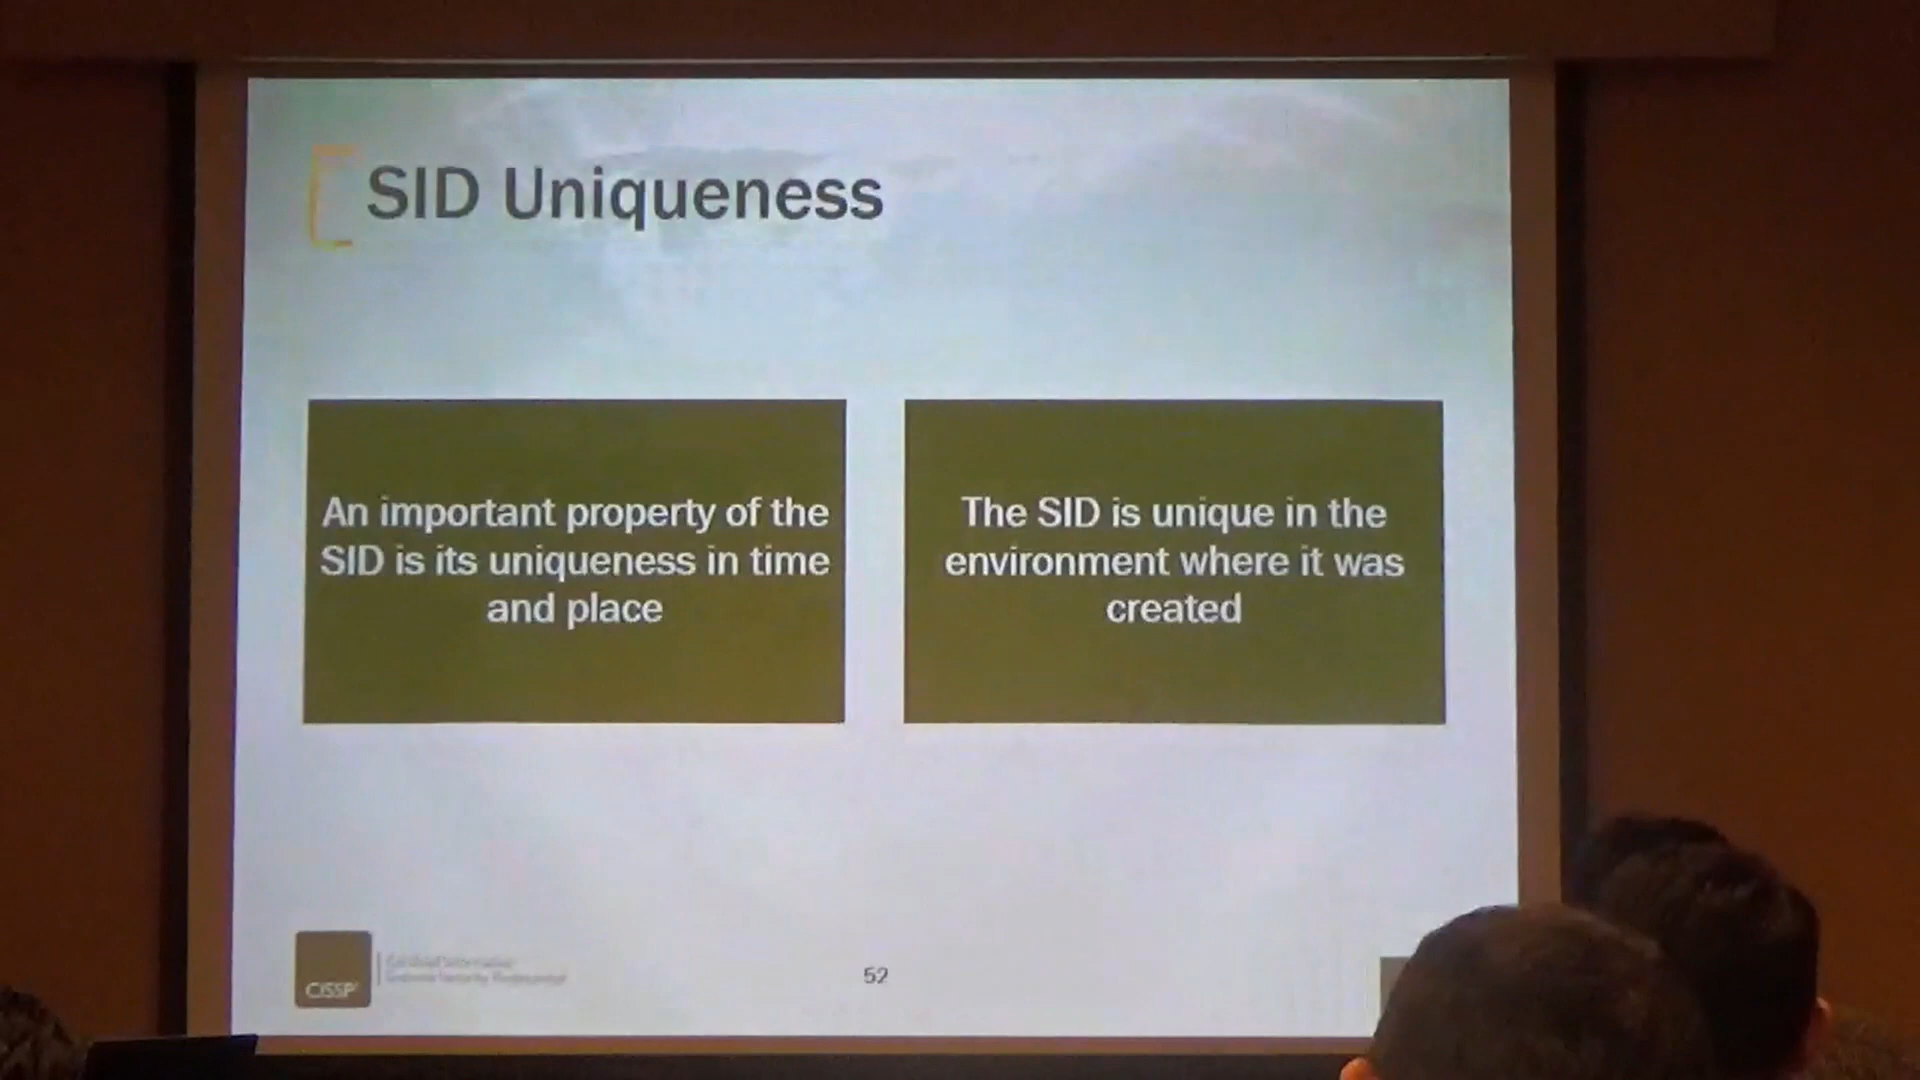 SID Uniqueness
An important property of the
SID is its uniqueness in time
and place
The SID is unique in the
environment where it was
created
CISSP
52